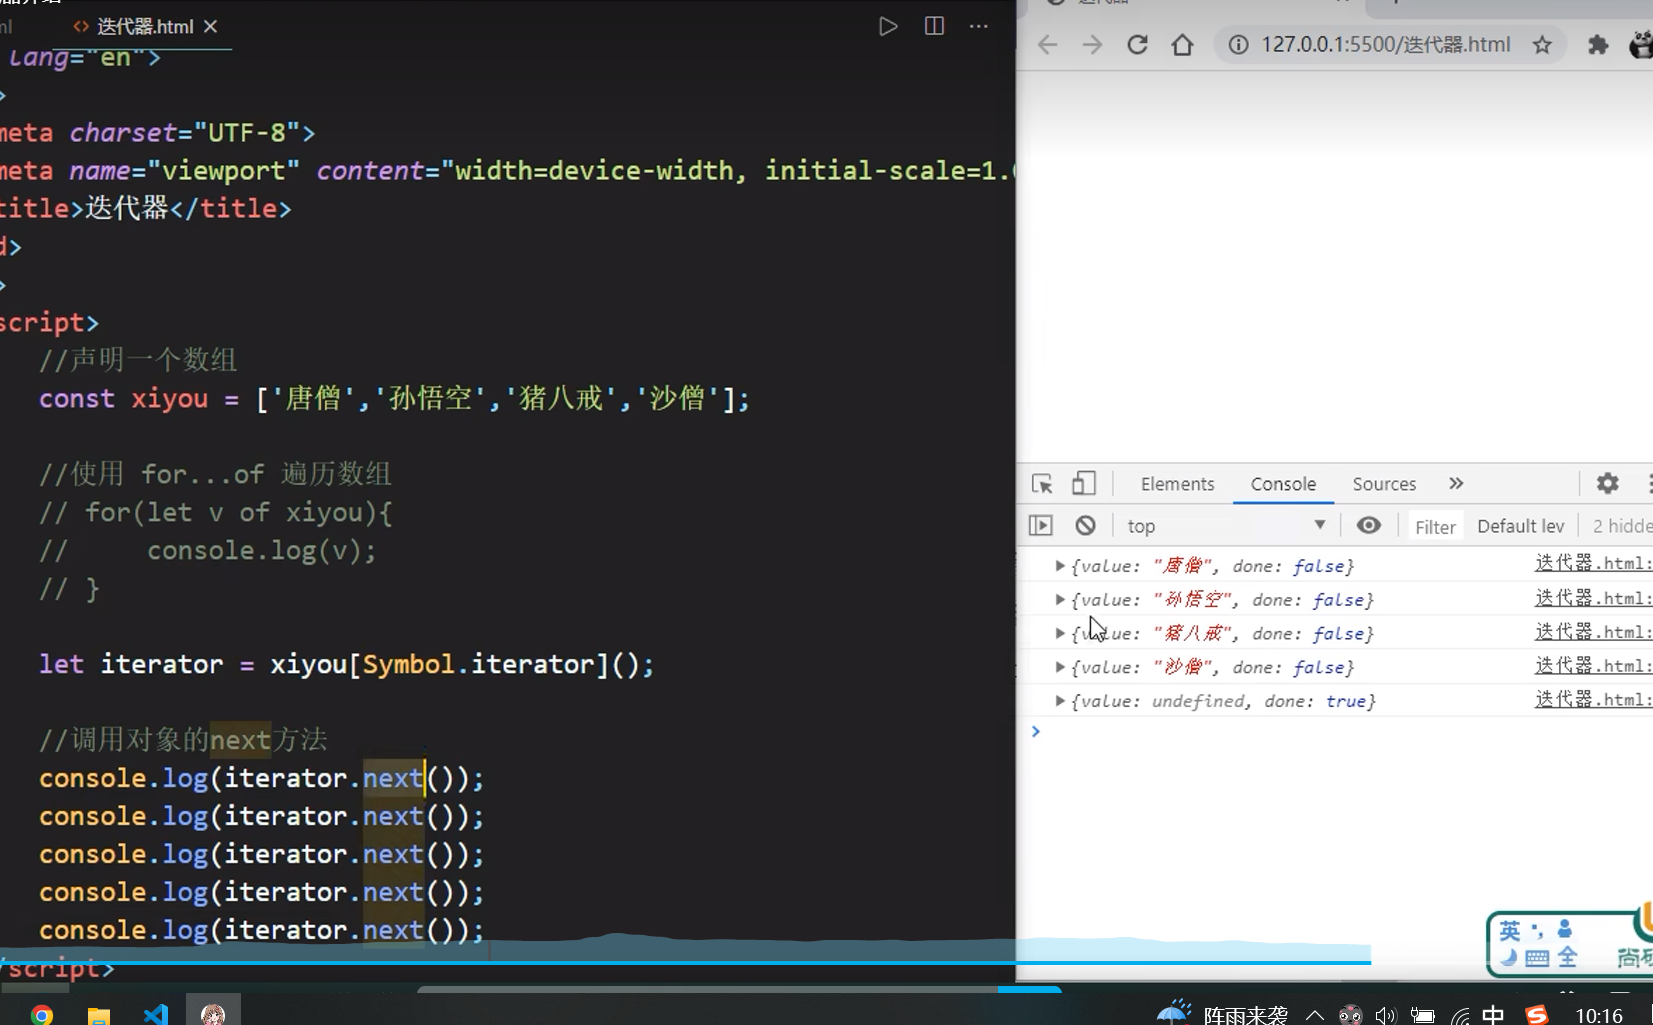 迭代器.html
lang="en">
>
meta charset="UTF-8">
meta name="viewport" content="width=device-width, initial-scale=1.
title>迭代器</title>
d>
>
script>
//声明一个数组
const xiyou = ['唐僧','孙悟空','猪八戒','沙僧'];
//使用 for...of 遍历数组
// for(let v of xiyou){
//     console.log(v);
// }
let iterator = xiyou[Symbol.iterator]();
//调用对象的next方法
console.log(iterator.next());
console.log(iterator.next());
console.log(iterator.next());
console.log(iterator.next());
console.log(iterator.next());
/script>
127.0.0.1:5500/迭代器.html
Elements Console Sources
top Filter Default lev 2 hidde
{value: "唐僧", done: false} 迭代器.html:
{value: "孙悟空", done: false} 迭代器.html:
{value: "猪八戒", done: false} 迭代器.html:
{value: "沙僧", done: false} 迭代器.html:
{value: undefined, done: true} 迭代器.html:
英
全
阵雨来袭 中 10:16